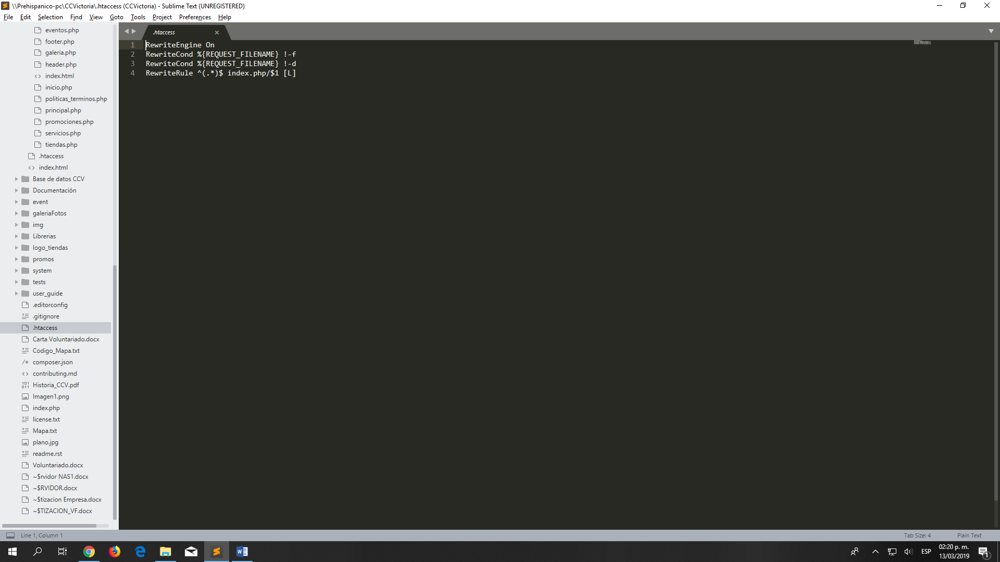 \\Prehispanico-pc\CCVictoria\.htaccess (CCVictoria) - Sublime Text (UNREGISTERED)
File Edit Selection Find View Goto Tools Project Preferences Help
eventos.php
footer.php
galeria.php
header.php
index.html
inicio.php
politicas_terminos.php
principal.php
promociones.php
servicios.php
tiendas.php
.htaccess
index.html
Base de datos CCV
Documentación
event
galeriaFotos
img
Librerias
logo_tiendas
promos
system
tests
user_guide
.editorconfig
.gitignore
.htaccess
Carta Voluntariado.docx
Codigo_Mapa.txt
composer.json
contributing.md
Historia_CCV.pdf
Imagen1.png
index.php
license.txt
Mapa.txt
plano.jpg
readme.rst
Voluntariado.docx
~$rvidor NAS1.docx
~$RVIDOR.docx
~$tizacion Empresa.docx
~$TIZACION_VF.docx
.htaccess
1 RewriteEngine On
2 RewriteCond %{REQUEST_FILENAME} !-f
3 RewriteCond %{REQUEST_FILENAME} !-d
4 RewriteRule ^(.*)$ index.php/$1 [L]
Line 1, Column 1
Tab Size: 4
Plain Text
ESP
02:20 p. m.
13/03/2019
1